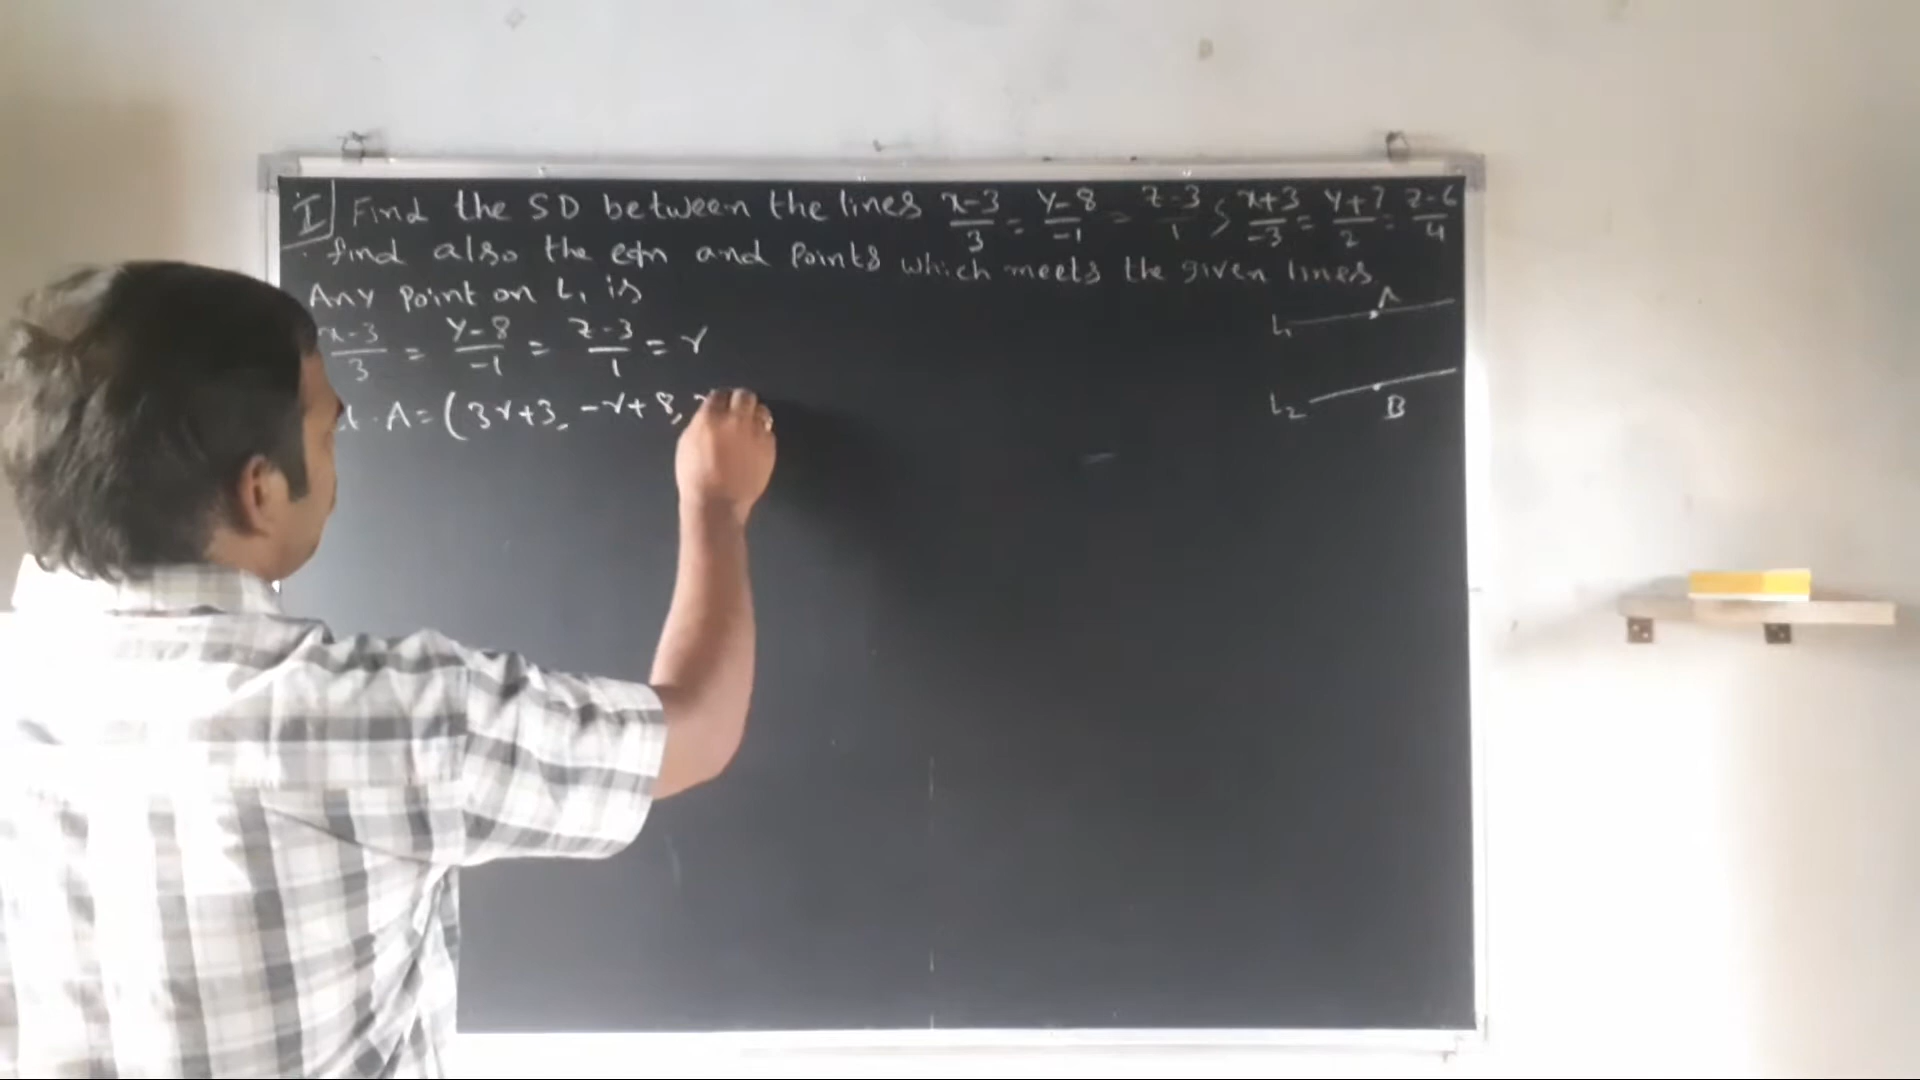 I Find the SD between the lines x-3/3 = y-8/-1 = z-3/1 ; x+3/-3 = y+7/2 = z-6/4
find also the eqn and points which meets the given lines
Any point on L₁ is
x-3/3 = y-8/-1 = z-3/1 = r
A=(3r+3, -r+8,
A
L₁
L₂
B